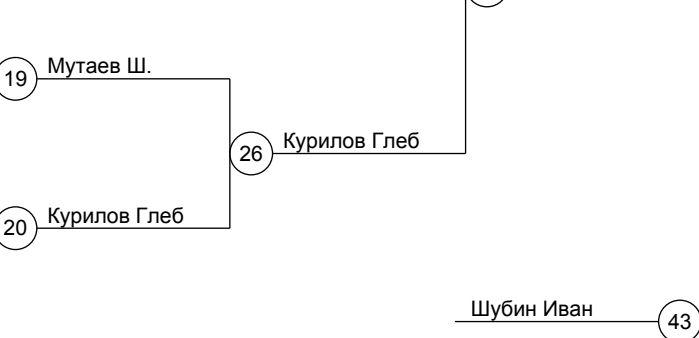 19 Мутаев Ш.
26 Курилов Глеб
20 Курилов Глеб
Шубин Иван 43